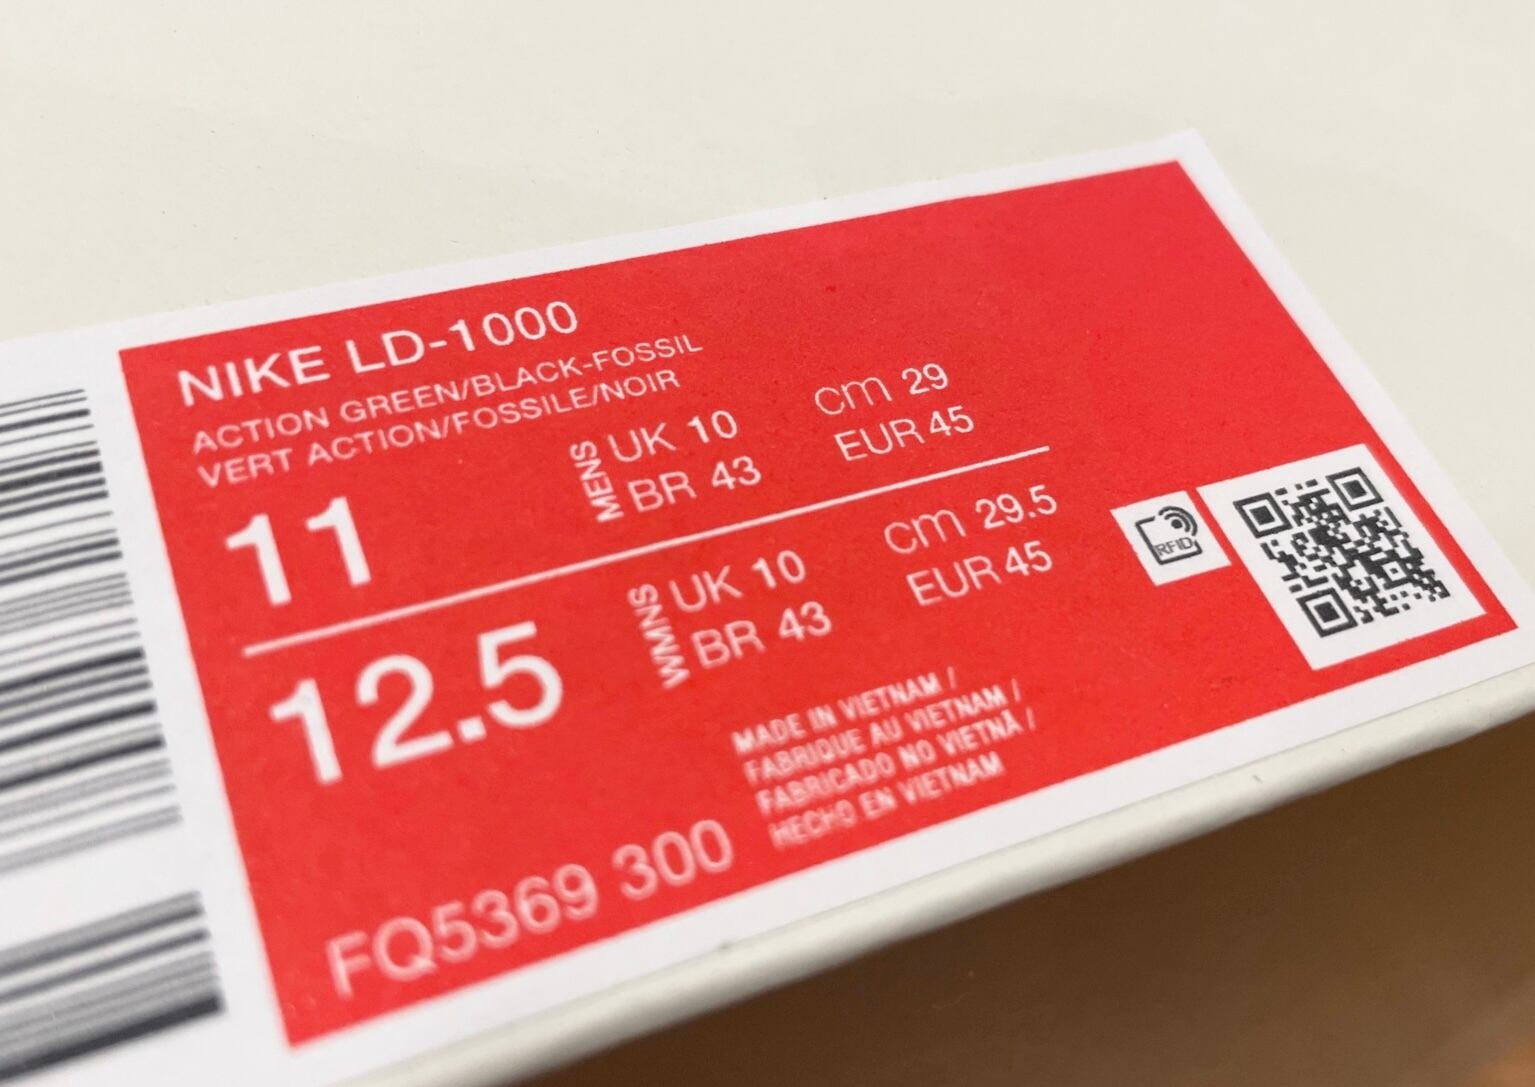 NIKE LD-1000
ACTION GREEN/BLACK-FOSSIL
VERT ACTION/FOSSILE/NOIR
11
MENS
UK 10
cm 29
BR 43
EUR 45
12.5
WMNS
UK 10
cm 29.5
BR 43
EUR 45
RFID
MADE IN VIETNAM /
FABRIQUE AU VIETNAM /
FABRICADO NO VIETNÃ /
HECHO EN VIETNAM
FQ5369 300